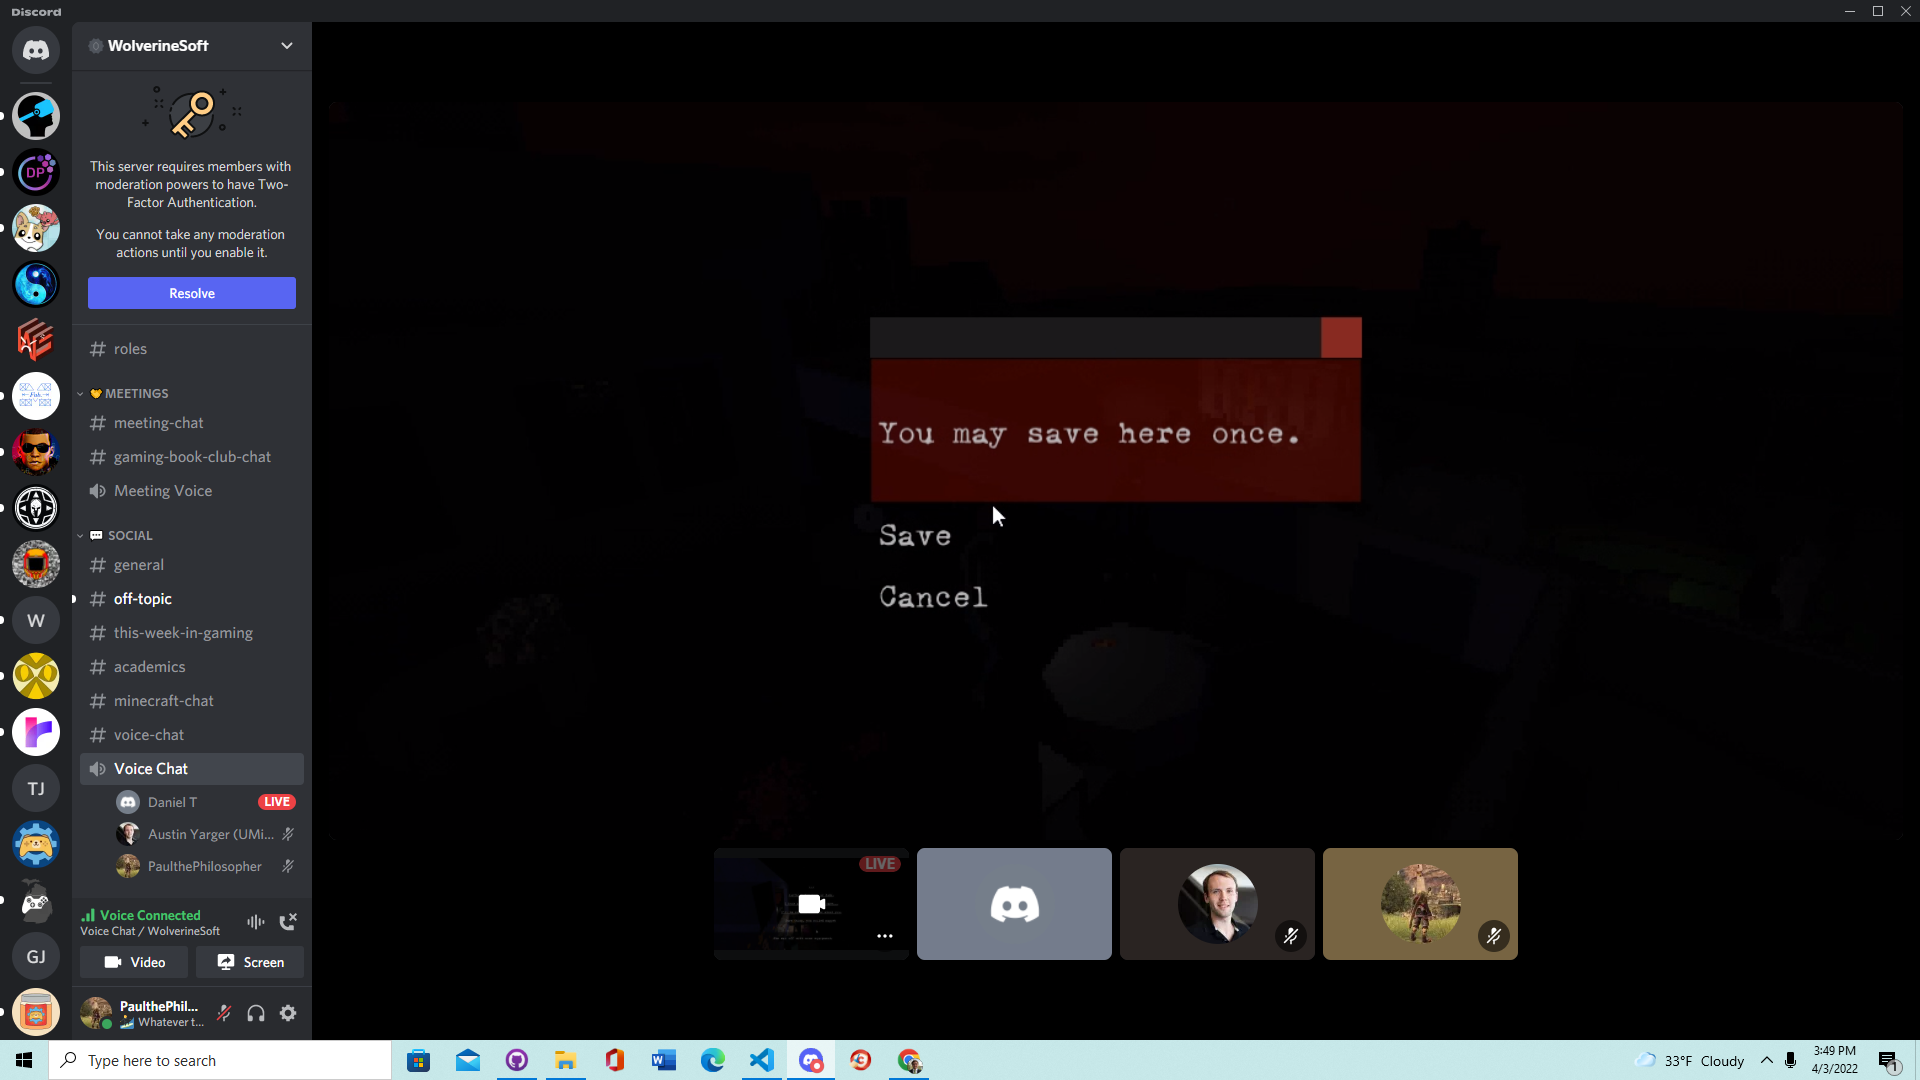 Discord
WolverineSoft
This server requires members with
moderation powers to have Two-
Factor Authentication.
You cannot take any moderation
actions until you enable it.
Resolve
roles
MEETINGS
meeting-chat
gaming-book-club-chat
Meeting Voice
SOCIAL
general
off-topic
this-week-in-gaming
academics
minecraft-chat
voice-chat
Voice Chat
Daniel T LIVE
Austin Yarger (UMi...
PaulthePhilosopher
Voice Connected
Voice Chat / WolverineSoft
Video Screen
PaulthePhil...
Whatever t...
DP
W
TJ
GJ
You may save here once.
Save
Cancel
LIVE
Type here to search
33°F Cloudy
3:49 PM
4/3/2022
1